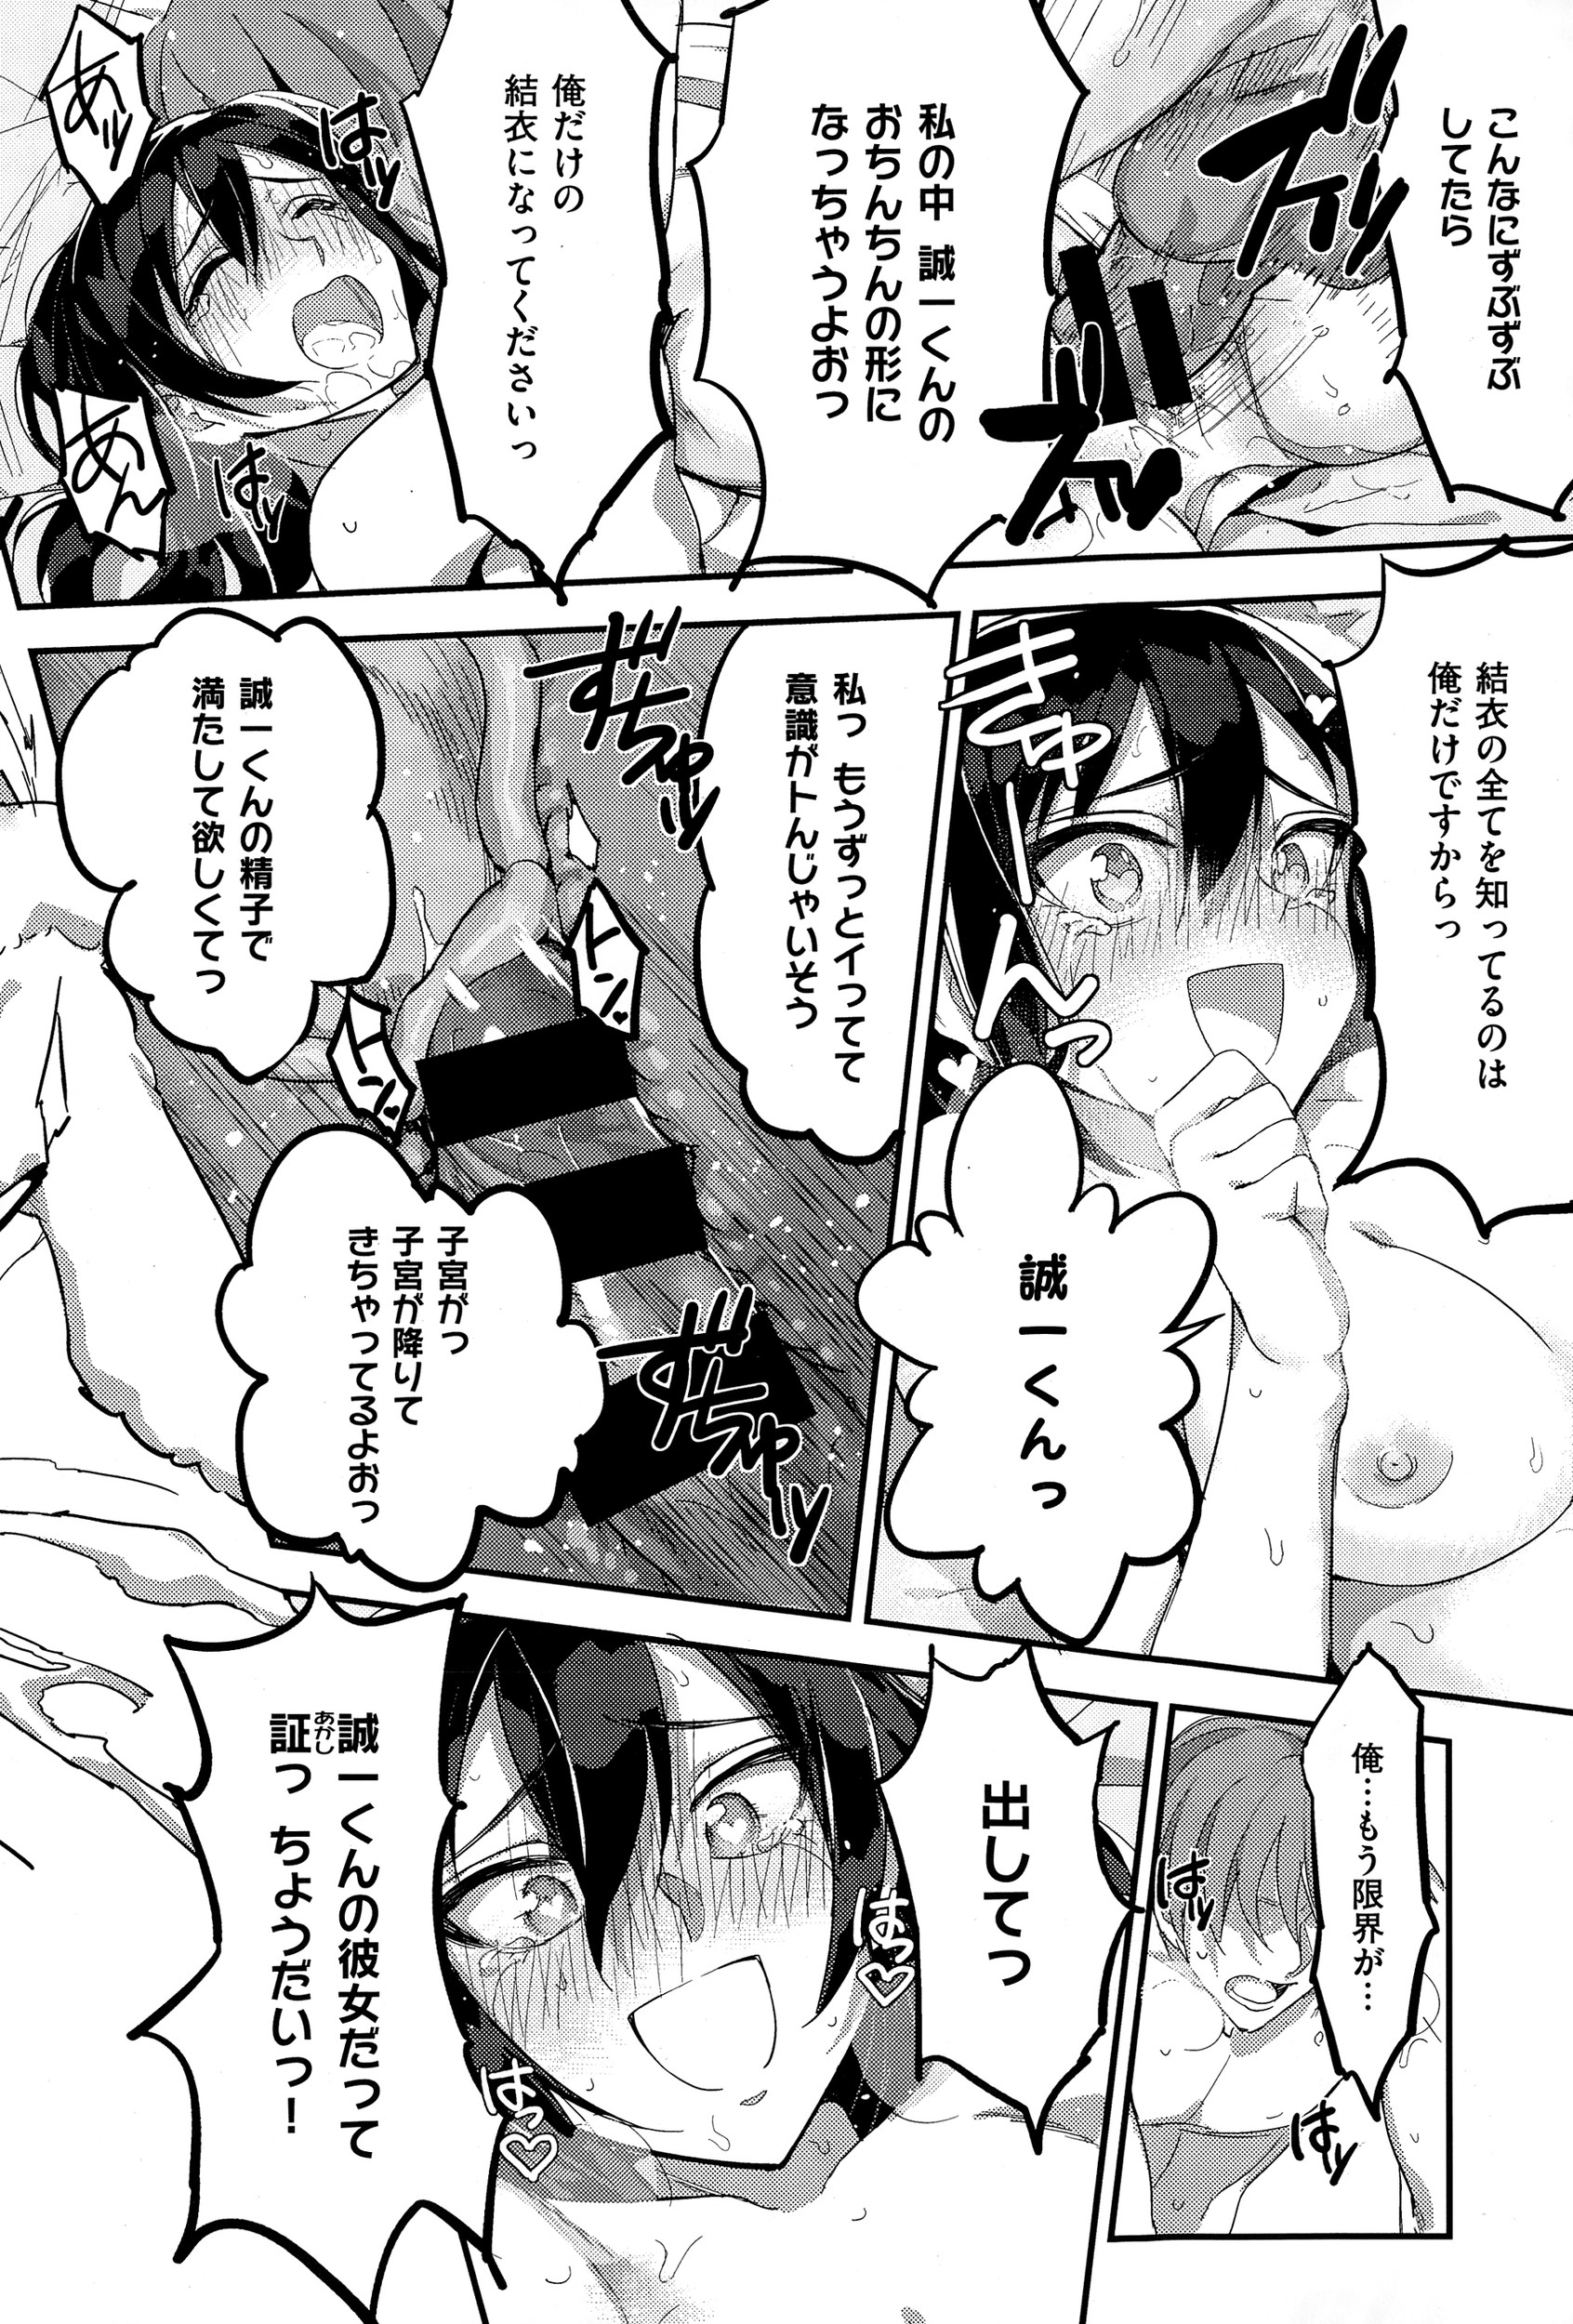 こんなにずぷずぷ
してたら
ズッ
ズッ
私の中 誠一くんの
おちんちんの形に
なっちゃうよおっ
俺だけの
結衣になってくださいっ
はッ
あッ
はッ
あんッ
結衣の全てを知ってるのは
俺だけですからっ
きゅーんっ
誠一くんっ
私っ もうずっとイってて
意識がトんじゃいそう
ずちゅッ
トンッ
トンッ
誠一くんの精子で
満たして欲しくてっ
子宮がっ
子宮が降りて
きちゃってるよおっ
ずちゅッ
俺…もう限界が…
はッ
はッ
出してっ
はっ♡
はっ♡
誠一くんの彼女だって
証っ ちょうだいっ！
あかし